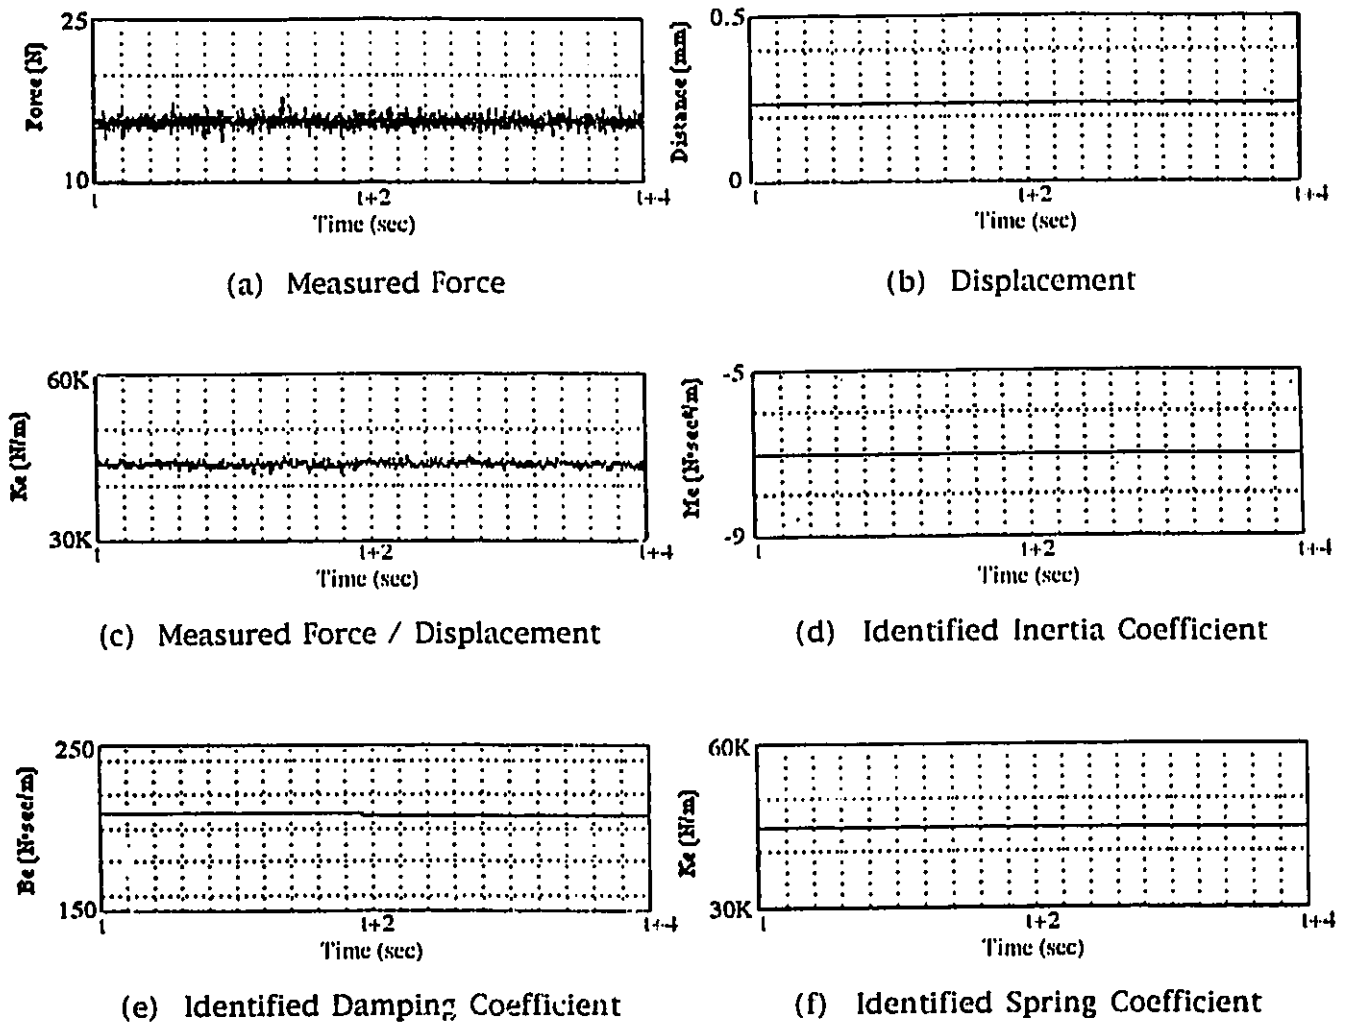 25
Force (N)
10
t
t+2
t+4
Time (sec)
(a) Measured Force
0.5
Distance (mm)
0
t
t+2
t+4
Time (sec)
(b) Displacement
60K
Ke (N/m)
30K
t
t+2
t+4
Time (sec)
(c) Measured Force / Displacement
-5
Me (N•sec²/m)
-9
t
t+2
t+4
Time (sec)
(d) Identified Inertia Coefficient
250
Be (N•sec/m)
150
t
t+2
t+4
Time (sec)
(e) Identified Damping Coefficient
60K
Ke (N/m)
30K
t
t+2
t+4
Time (sec)
(f) Identified Spring Coefficient